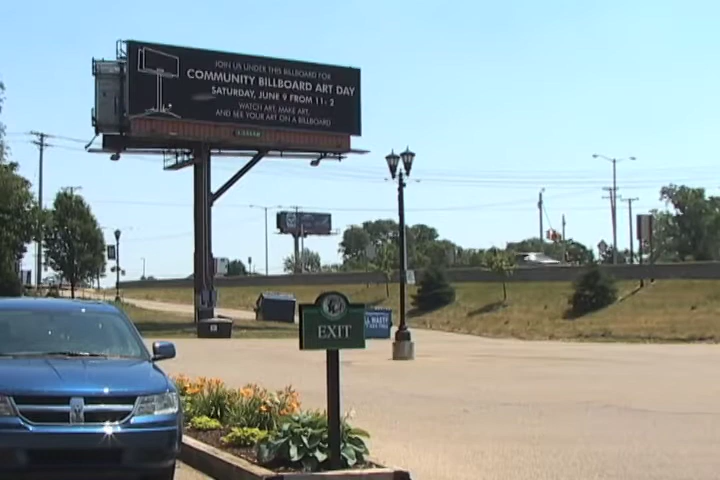 JOIN US UNDER THIS BILLBOARD FOR
COMMUNITY BILLBOARD ART DAY
SATURDAY, JUNE 9 FROM 11- 2
WATCH ART, MAKE ART,
AND SEE YOUR ART ON A BILLBOARD
EXIT